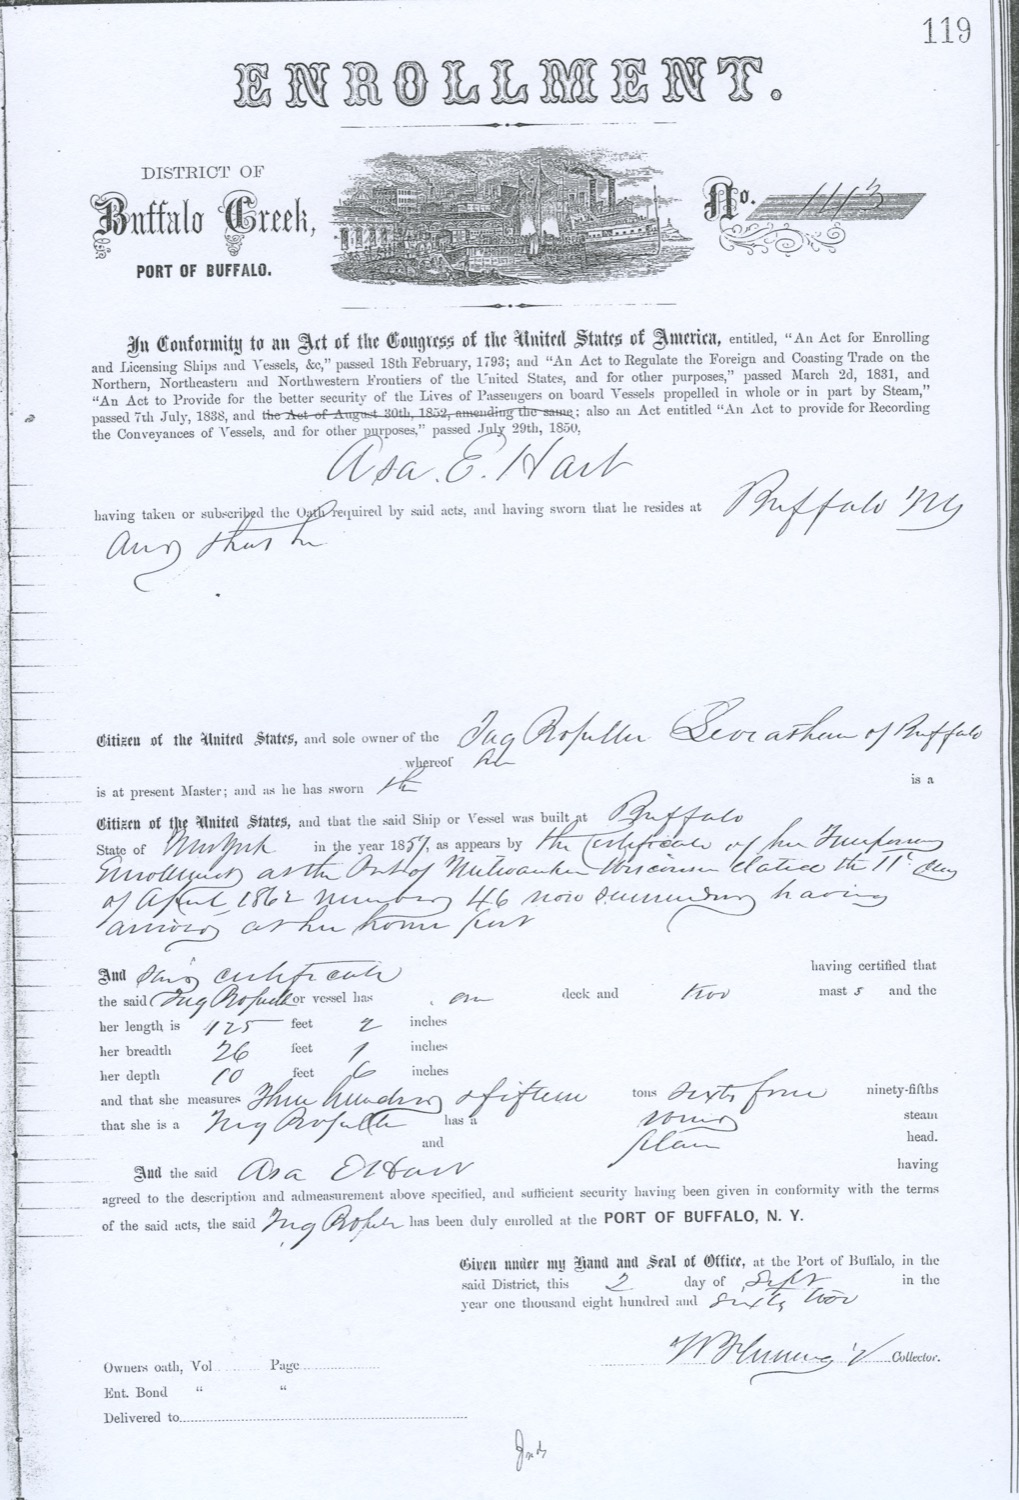 119
ENROLLMENT.
DISTRICT OF
Buffalo Creek,
PORT OF BUFFALO.
No. 1113
In Conformity to an Act of the Congress of the United States of America, entitled, “An Act for Enrolling
and Licensing Ships and Vessels, &c,” passed 18th February, 1793; and “An Act to Regulate the Foreign and Coasting Trade on the
Northern, Northeastern and Northwestern Frontiers of the United States, and for other purposes,” passed March 2d, 1831, and
“An Act to Provide for the better security of the Lives of Passengers on board Vessels propelled in whole or in part by Steam,”
passed 7th July, 1838, and the Act of August 30th, 1852, amending the same; also an Act entitled “An Act to provide for Recording
the Conveyances of Vessels, and for other purposes,” passed July 29th, 1850,
Asa. E. Hart
having taken or subscribed the Oath required by said acts, and having sworn that he resides at Buffalo NY
and that he
Citizen of the United States, and sole owner of the Tug Propeller Leviathan of Buffalo
whereof he
is at present Master; and as he has sworn is a
Citizen of the United States, and that the said Ship or Vessel was built at Buffalo
State of New York in the year 1857, as appears by the Certificate of her Temporary
Enrollment at the Port of Milwaukee Wisconsin dated the 11th day
of April 1862 number 46 now surrendered having
arrived at her home port
And said certificate having certified that
the said Tug Propeller or vessel has one deck and two masts and the
her length is 125 feet 2 inches
her breadth 26 feet 1 inches
her depth 10 feet 6 inches
and that she measures Three hundred & fifteen tons sixty four ninety-fifths
that she is a Tug Propeller has a round steam
and plain head.
And the said Asa E Hart having
agreed to the description and admeasurement above specified, and sufficient security having been given in conformity with the terms
of the said acts, the said Tug Propeller has been duly enrolled at the PORT OF BUFFALO, N. Y.
Given under my Hand and Seal of Office, at the Port of Buffalo, in the
said District, this 2 day of Sept in the
year one thousand eight hundred and sixty two
Collector.
Owners oath, Vol Page
Ent. Bond “ “
Delivered to